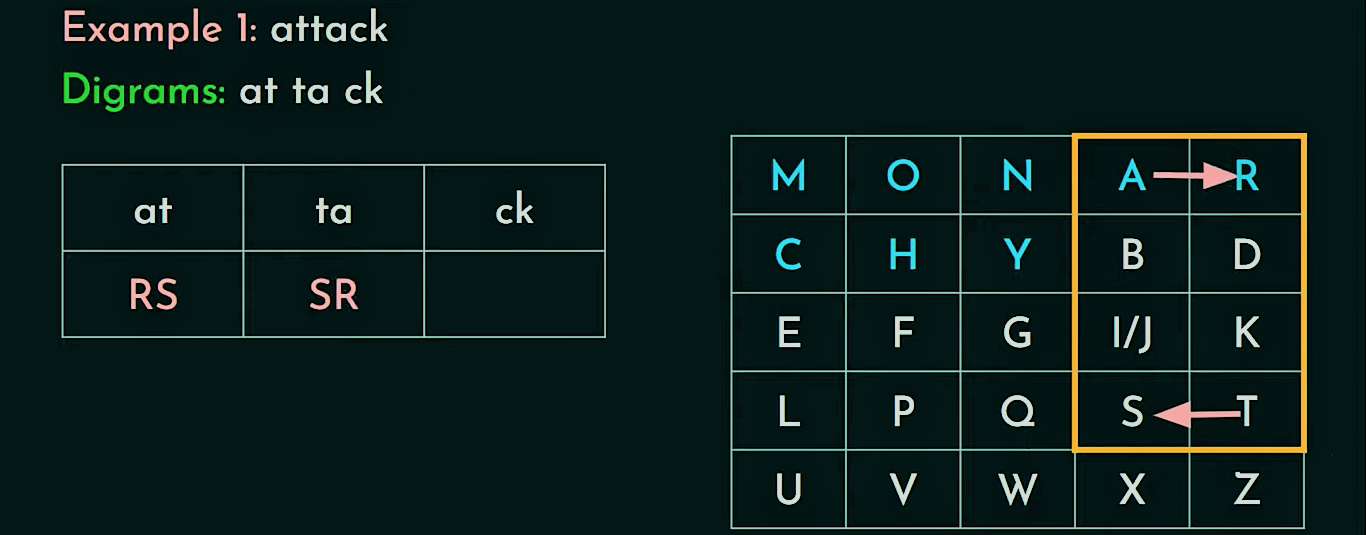 Example 1: attack
Digrams: at ta ck
at ta ck
RS SR
M O N A R
C H Y B D
E F G I/J K
L P Q S T
U V W X Z